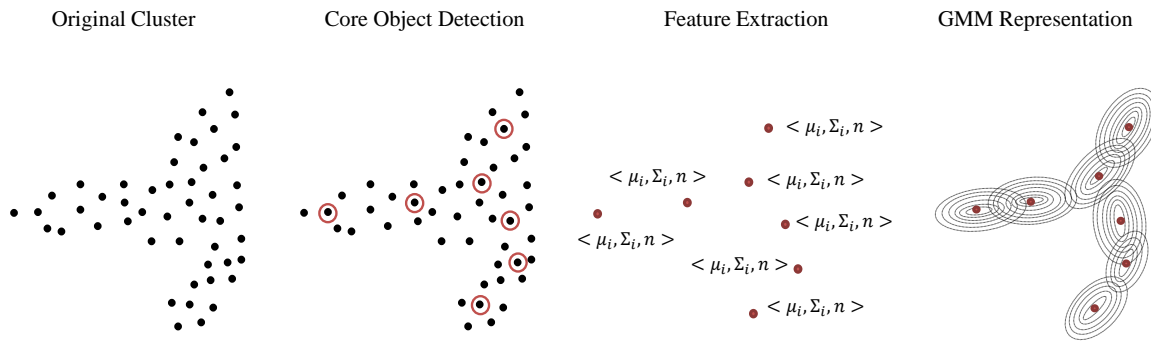 Original Cluster
Core Object Detection
Feature Extraction
GMM Representation
< μ_i, Σ_i, n >
< μ_i, Σ_i, n >
< μ_i, Σ_i, n >
< μ_i, Σ_i, n >
< μ_i, Σ_i, n >
< μ_i, Σ_i, n >
< μ_i, Σ_i, n >